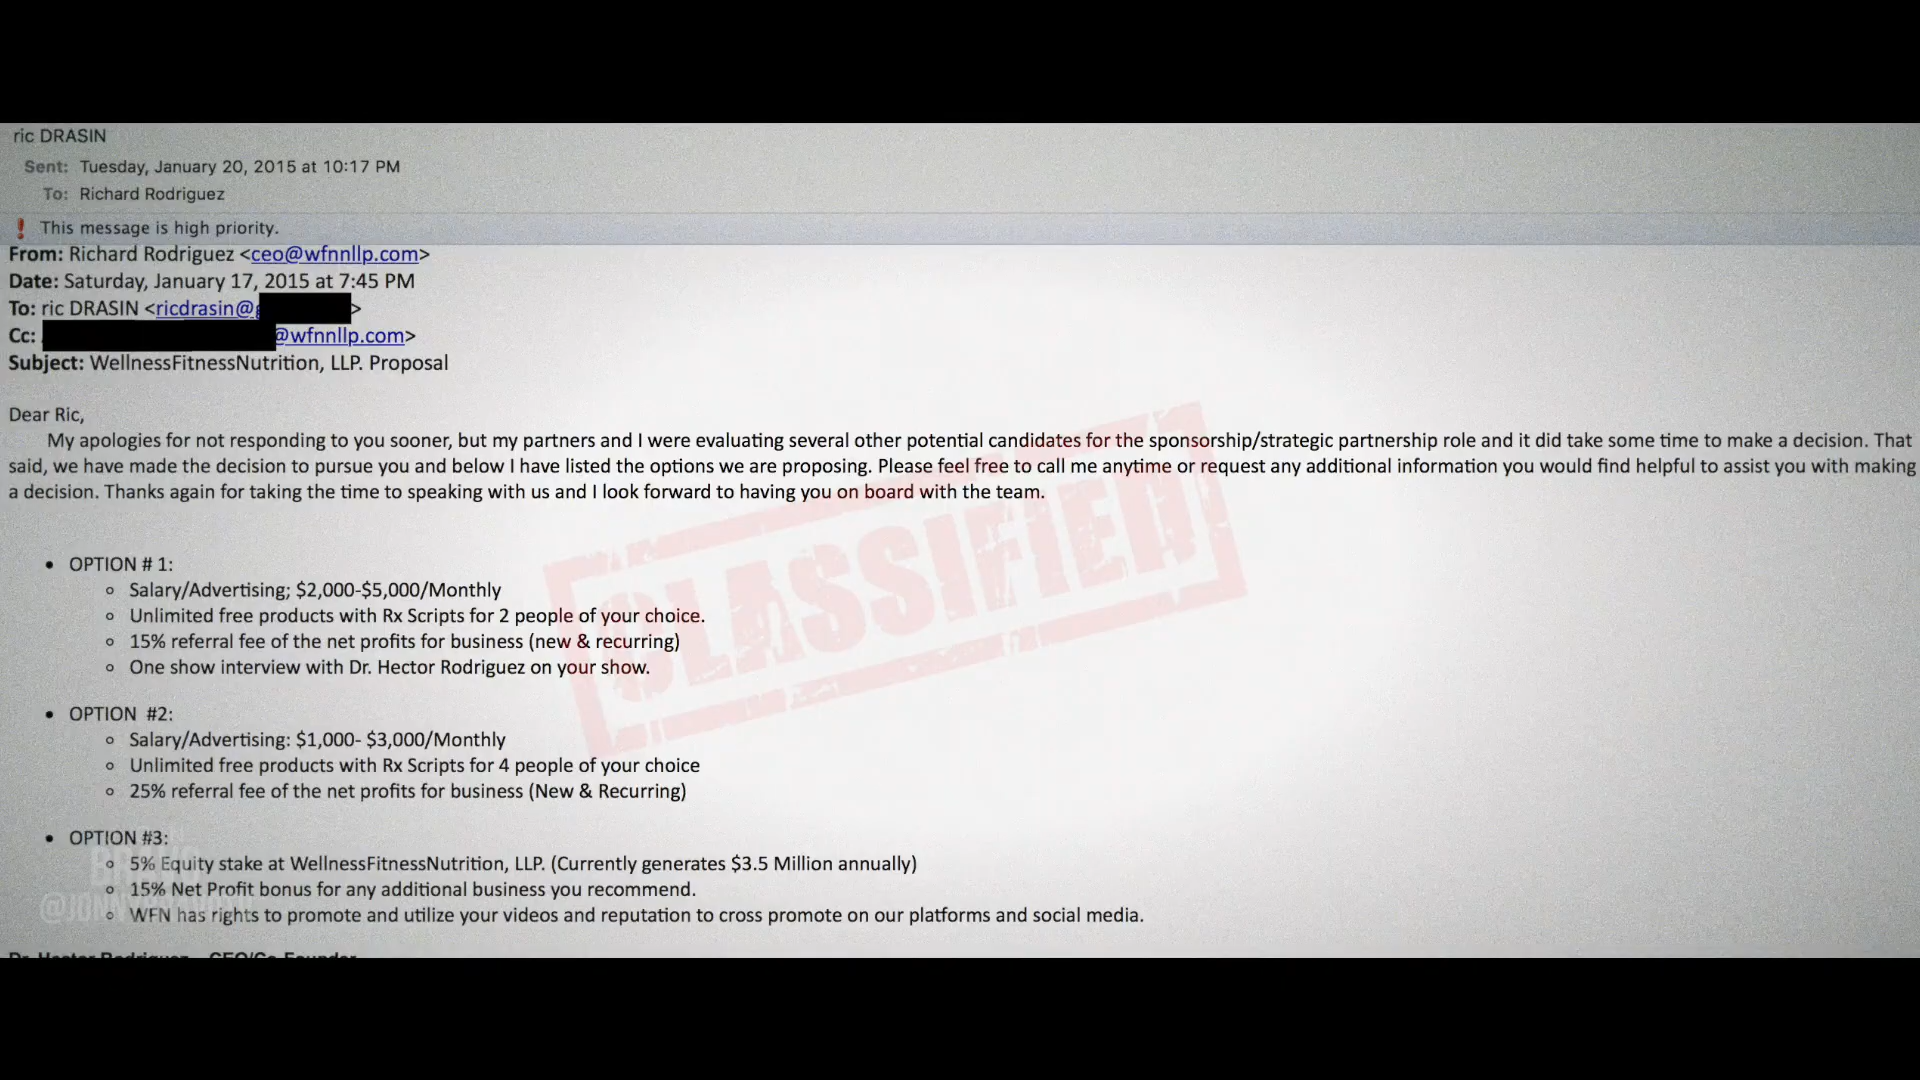 ric DRASIN
Sent: Tuesday, January 20, 2015 at 10:17 PM
To: Richard Rodriguez
This message is high priority.
From: Richard Rodriguez <ceo@wfnnllp.com>
Date: Saturday, January 17, 2015 at 7:45 PM
To: ric DRASIN <ricdrasin@g >
Cc: @wfnnllp.com>
Subject: WellnessFitnessNutrition, LLP. Proposal
Dear Ric,
My apologies for not responding to you sooner, but my partners and I were evaluating several other potential candidates for the sponsorship/strategic partnership role and it did take some time to make a decision. That
said, we have made the decision to pursue you and below I have listed the options we are proposing. Please feel free to call me anytime or request any additional information you would find helpful to assist you with making
a decision. Thanks again for taking the time to speaking with us and I look forward to having you on board with the team.
CLASSIFIED
• OPTION # 1:
◦ Salary/Advertising; $2,000-$5,000/Monthly
◦ Unlimited free products with Rx Scripts for 2 people of your choice.
◦ 15% referral fee of the net profits for business (new & recurring)
◦ One show interview with Dr. Hector Rodriguez on your show.
• OPTION #2:
◦ Salary/Advertising: $1,000- $3,000/Monthly
◦ Unlimited free products with Rx Scripts for 4 people of your choice
◦ 25% referral fee of the net profits for business (New & Recurring)
• OPTION #3:
◦ 5% Equity stake at WellnessFitnessNutrition, LLP. (Currently generates $3.5 Million annually)
◦ 15% Net Profit bonus for any additional business you recommend.
◦ WFN has rights to promote and utilize your videos and reputation to cross promote on our platforms and social media.
Dr. Hector Rodriguez – CEO/Co-Founder